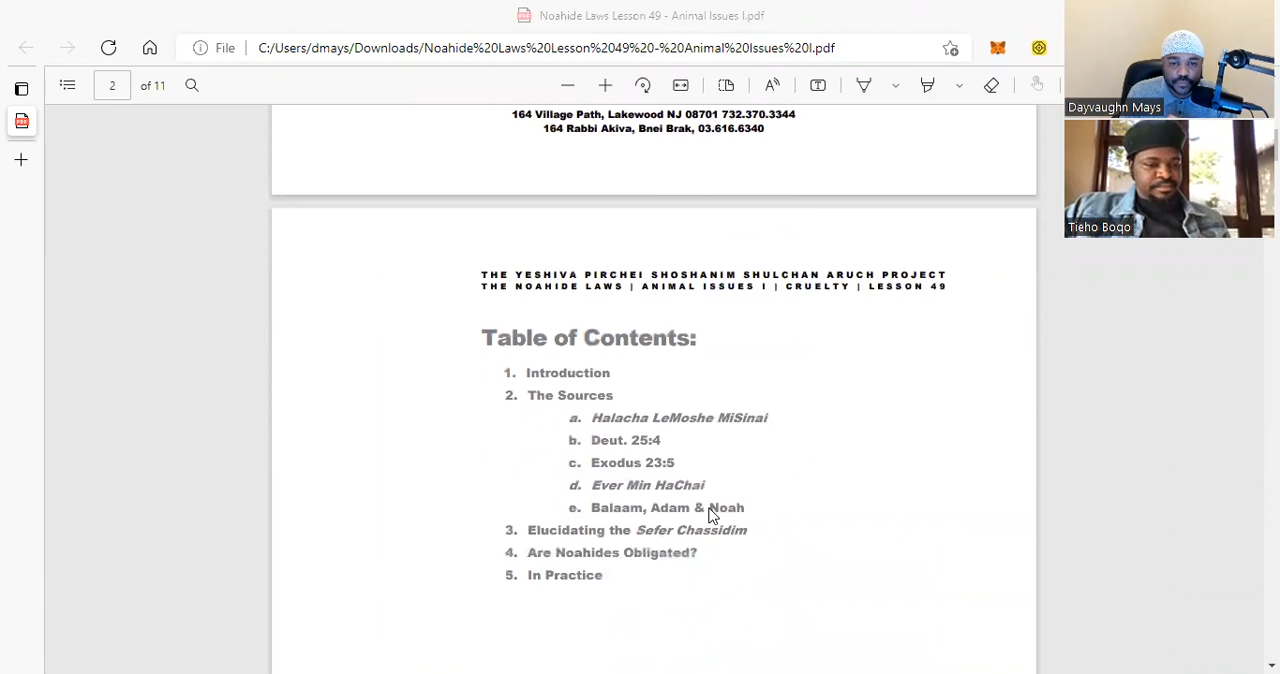 Noahide Laws Lesson 49 - Animal Issues I.pdf
File C:/Users/dmays/Downloads/Noahide%20Laws%20Lesson%2049%20-%20Animal%20Issues%20I.pdf
2 of 11
164 Village Path, Lakewood NJ 08701 732.370.3344
164 Rabbi Akiva, Bnei Brak, 03.616.6340
THE YESHIVA PIRCHEI SHOSHANIM SHULCHAN ARUCH PROJECT
THE NOAHIDE LAWS | ANIMAL ISSUES I | CRUELTY | LESSON 49
Table of Contents:
1. Introduction
2. The Sources
a. Halacha LeMoshe MiSinai
b. Deut. 25:4
c. Exodus 23:5
d. Ever Min HaChai
e. Balaam, Adam & Noah
3. Elucidating the Sefer Chassidim
4. Are Noahides Obligated?
5. In Practice
Dayvaughn Mays
Tieho Boqo